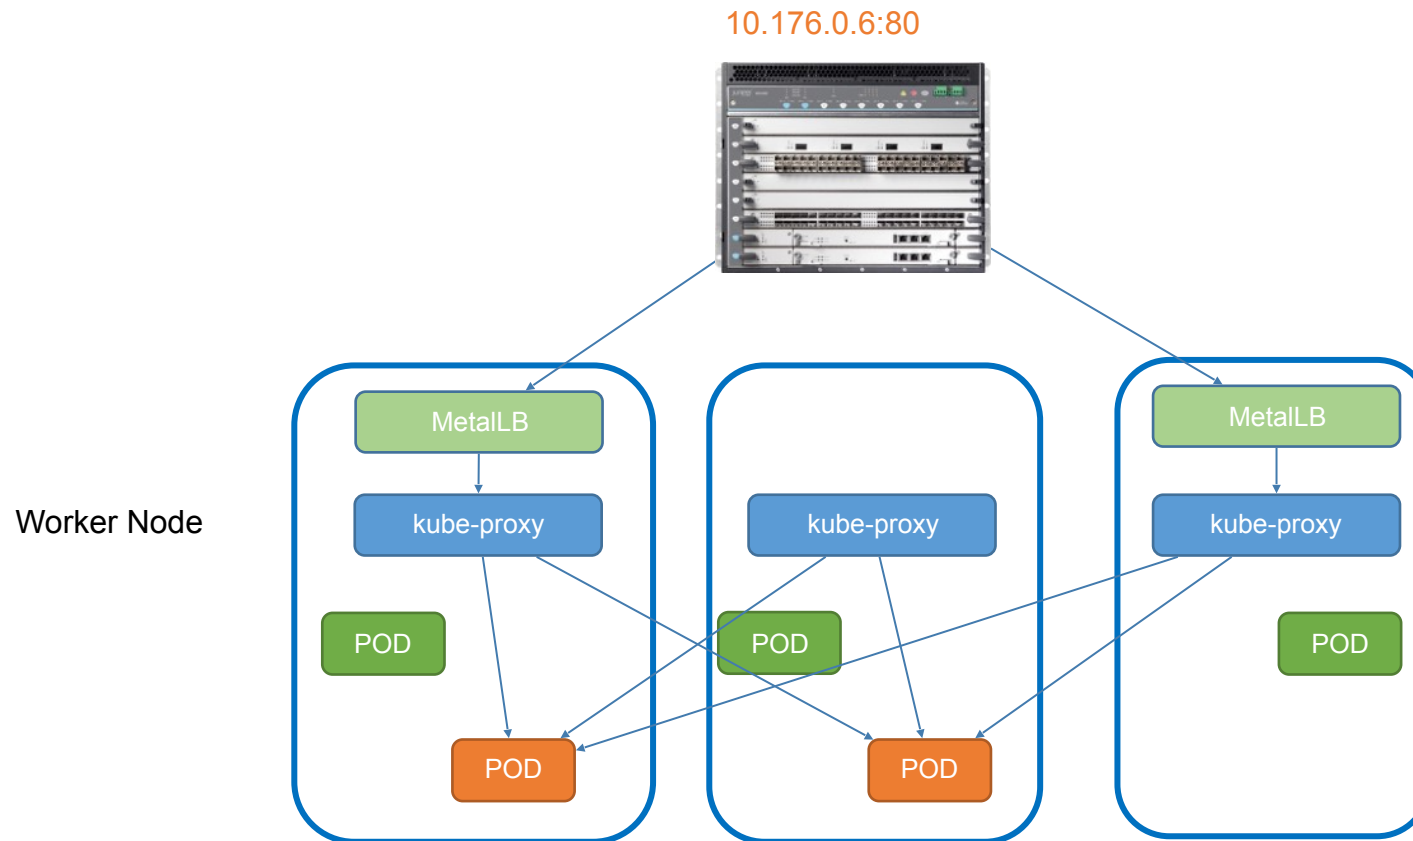 10.176.0.6:80
MetalLB
MetalLB
Worker Node
kube-proxy
kube-proxy
kube-proxy
POD
POD
POD
POD
POD